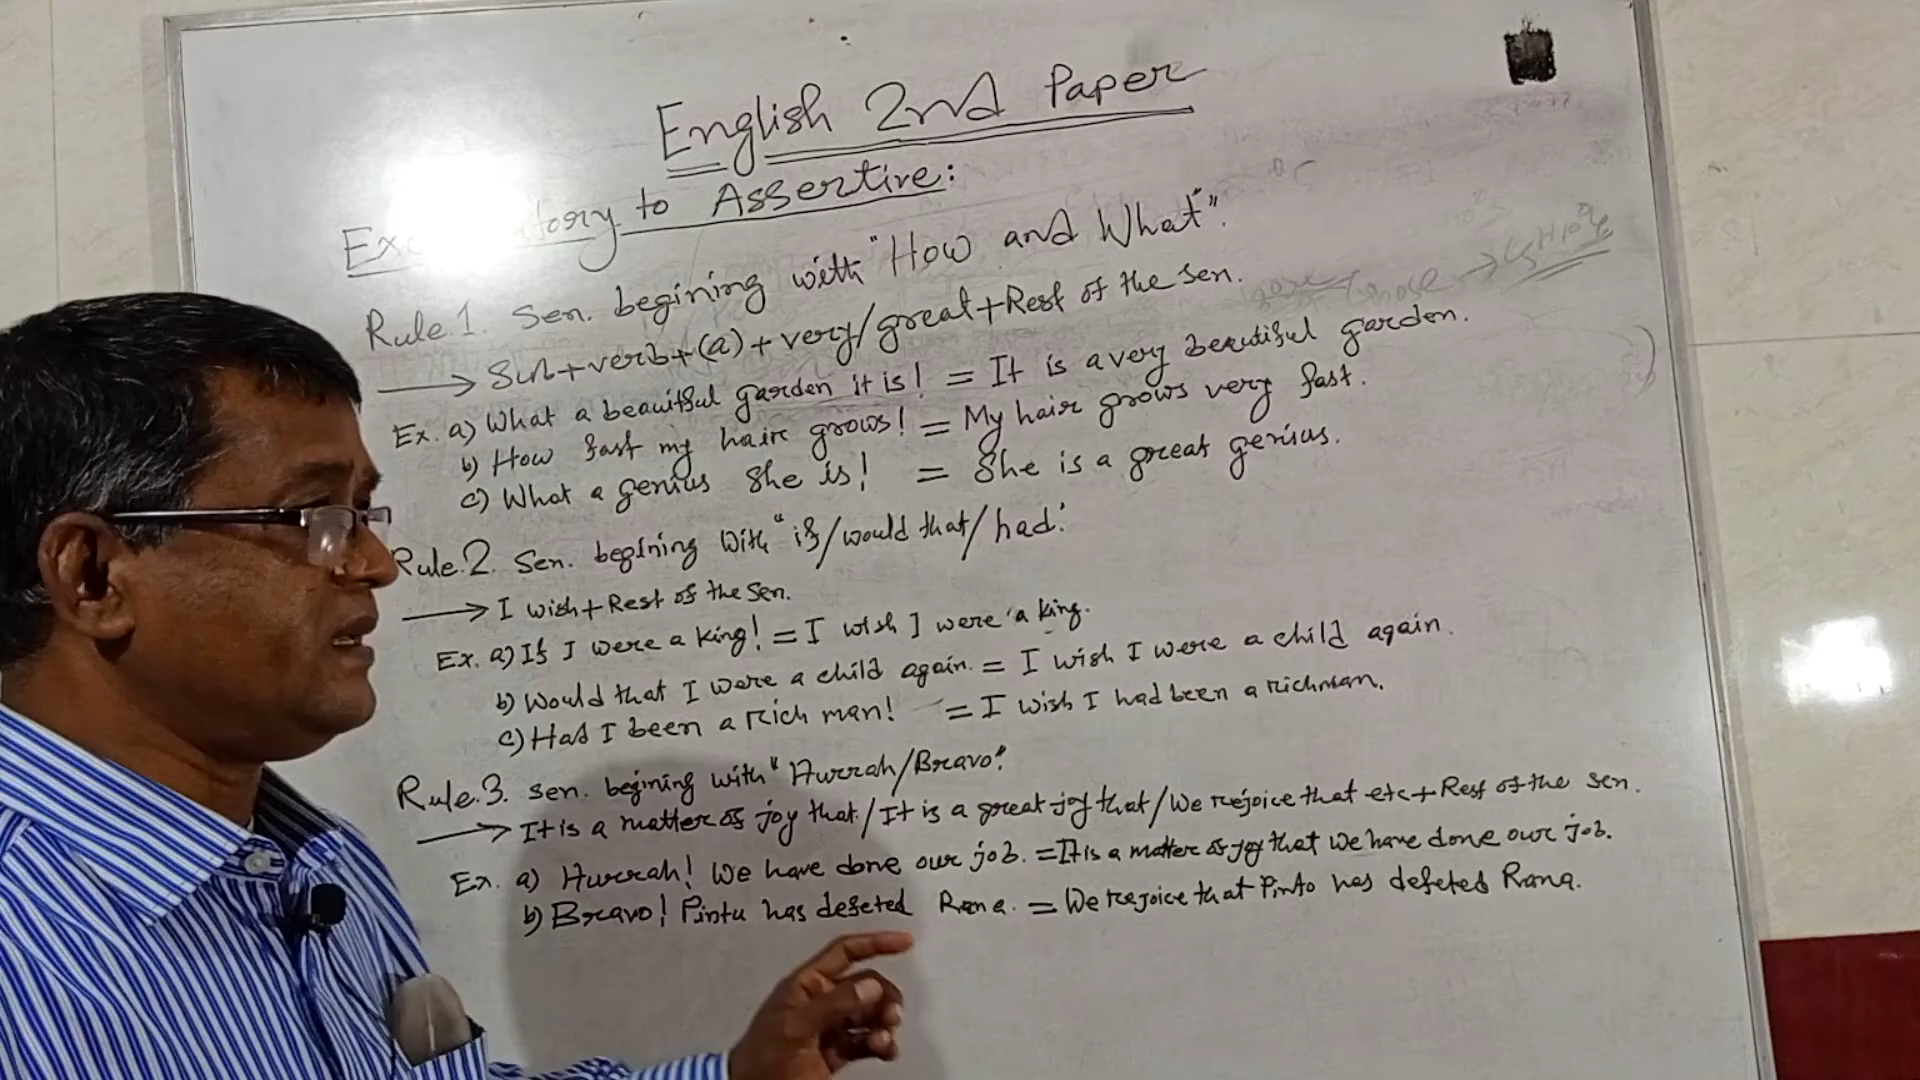 English 2nd Paper
to Assertive:
Rule.1. Sen. begining with "How and What".
Sub+verb+(a)+very/great+Rest of the sen.
Ex. a) What a beauitful garden it is! = It is a very beautiful garden.
b) How fast my hair grows! = My hair grows very fast.
c) What a genius She is! = She is a great genius.
Rule.2. Sen. begining With "if/would that/had".
I wish+Rest of the sen.
Ex. a) If I were a king! = I wish I were a king.
b) Would that I were a child again. = I wish I were a child again.
c) Had I been a rich man! = I wish I had been a richman.
Rule.3. Sen. begining with "Hurrah/Bravo".
It is a matter of joy that/It is a great joy that/We rejoice that etc+Rest of the sen.
Ex. a) Hurrah! We have done our job. = It is a matter of joy that we have done our job.
b) Bravo! Pintu has defeted Rana. = We rejoice that Pinto has defeted Rana.